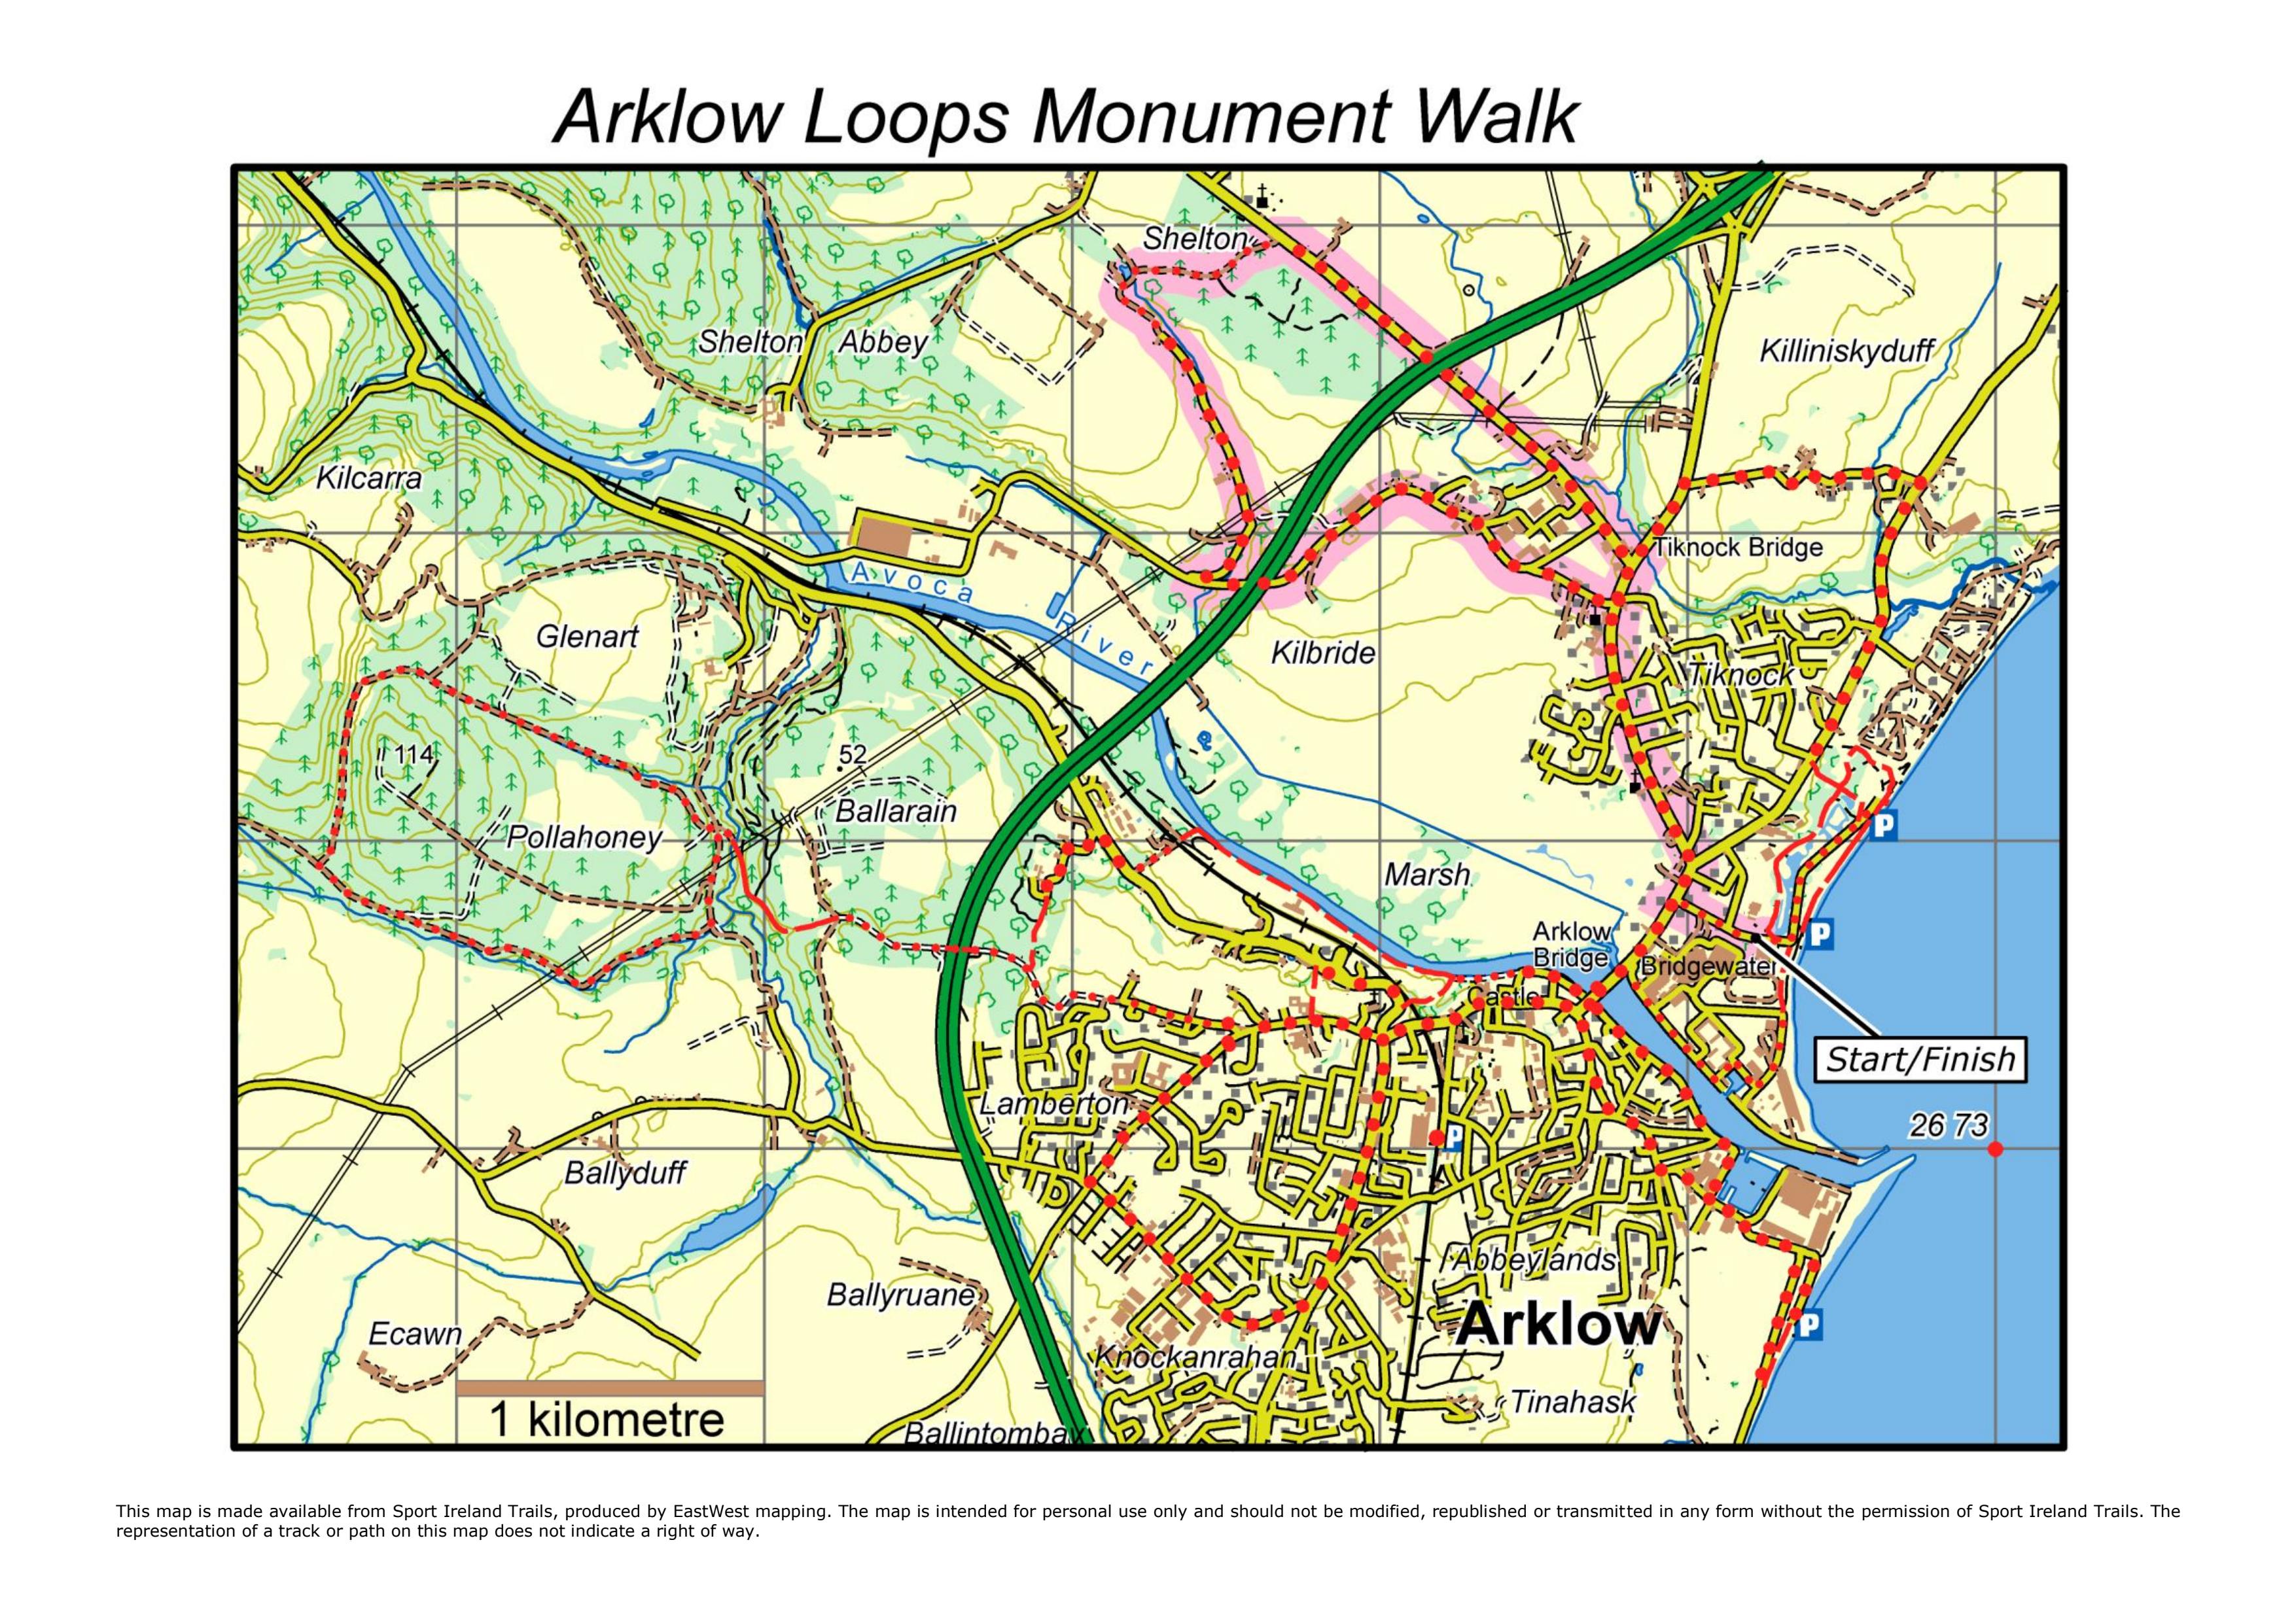 Arklow Loops Monument Walk
Shelton
Shelton Abbey
Killiniskyduff
Kilcarra
Tiknock Bridge
Avoca River
Glenart
Kilbride
Tiknock
114
52
Ballarain
Pollahoney
P
Marsh
Arklow
Bridge
P
Bridgewater
Castle
Start/Finish
Lamberton
26 73
P
Ballyduff
Abbeylands
Ballyruane
Arklow
P
Ecawn
Knockanrahan
Tinahask
1 kilometre
Ballintombay
This map is made available from Sport Ireland Trails, produced by EastWest mapping. The map is intended for personal use only and should not be modified, republished or transmitted in any form without the permission of Sport Ireland Trails. The
representation of a track or path on this map does not indicate a right of way.